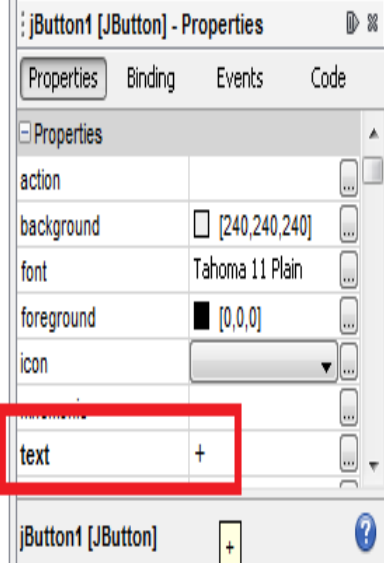 jButton1 [JButton] - Properties
Properties Binding Events Code
Properties
action ...
background [240,240,240] ...
font Tahoma 11 Plain ...
foreground [0,0,0] ...
icon ...
...
text + ...
jButton1 [JButton]
+
?